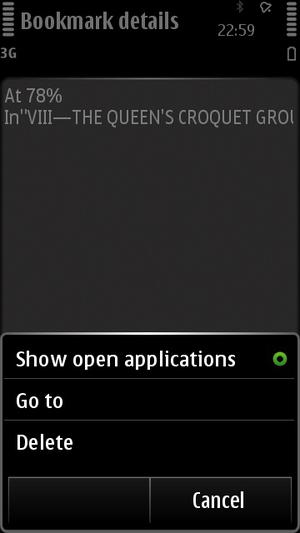 Bookmark details
22:59
3G
At 78%
In"VIII—THE QUEEN'S CROQUET GROU
Show open applications
Go to
Delete
Cancel